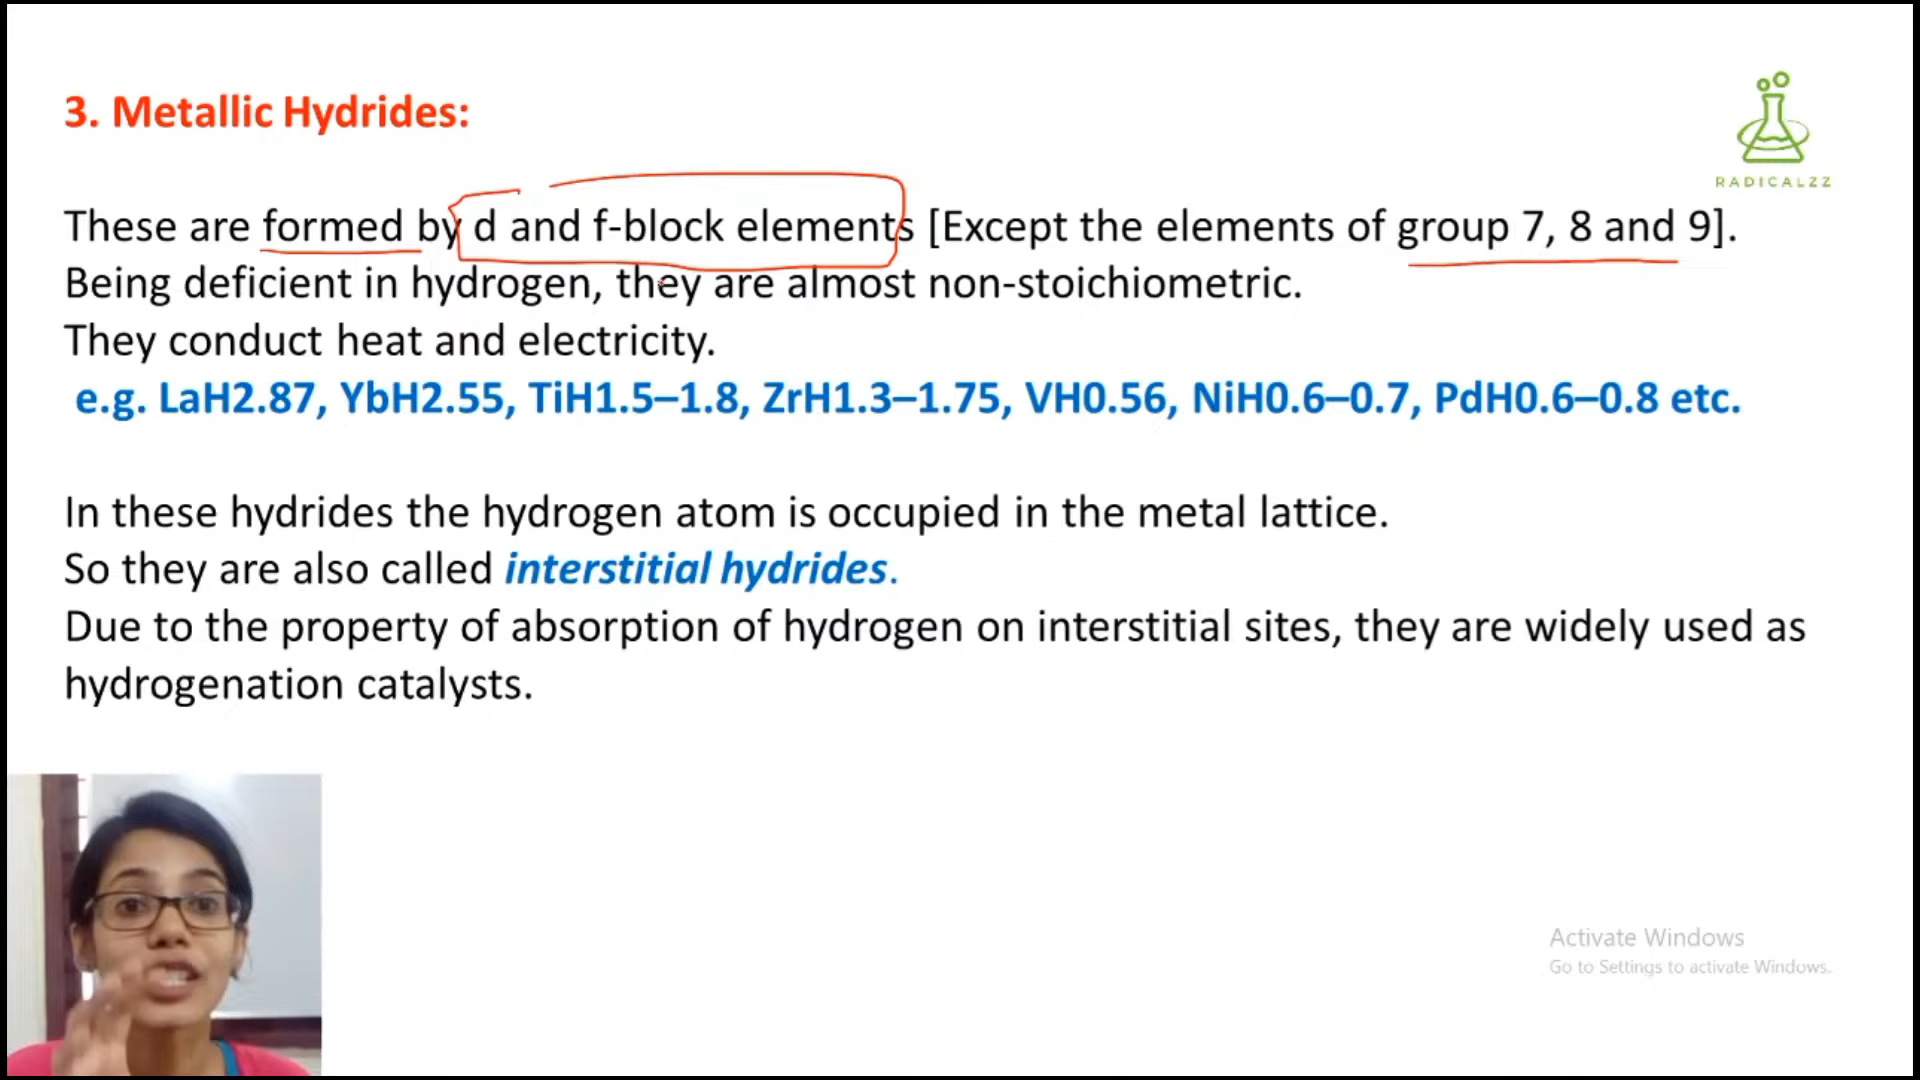 3. Metallic Hydrides:
RADICALZZ
These are formed by d and f-block elements [Except the elements of group 7, 8 and 9].
Being deficient in hydrogen, they are almost non-stoichiometric.
They conduct heat and electricity.
e.g. LaH2.87, YbH2.55, TiH1.5–1.8, ZrH1.3–1.75, VH0.56, NiH0.6–0.7, PdH0.6–0.8 etc.
In these hydrides the hydrogen atom is occupied in the metal lattice.
So they are also called interstitial hydrides.
Due to the property of absorption of hydrogen on interstitial sites, they are widely used as
hydrogenation catalysts.
Activate Windows
Go to Settings to activate Windows.